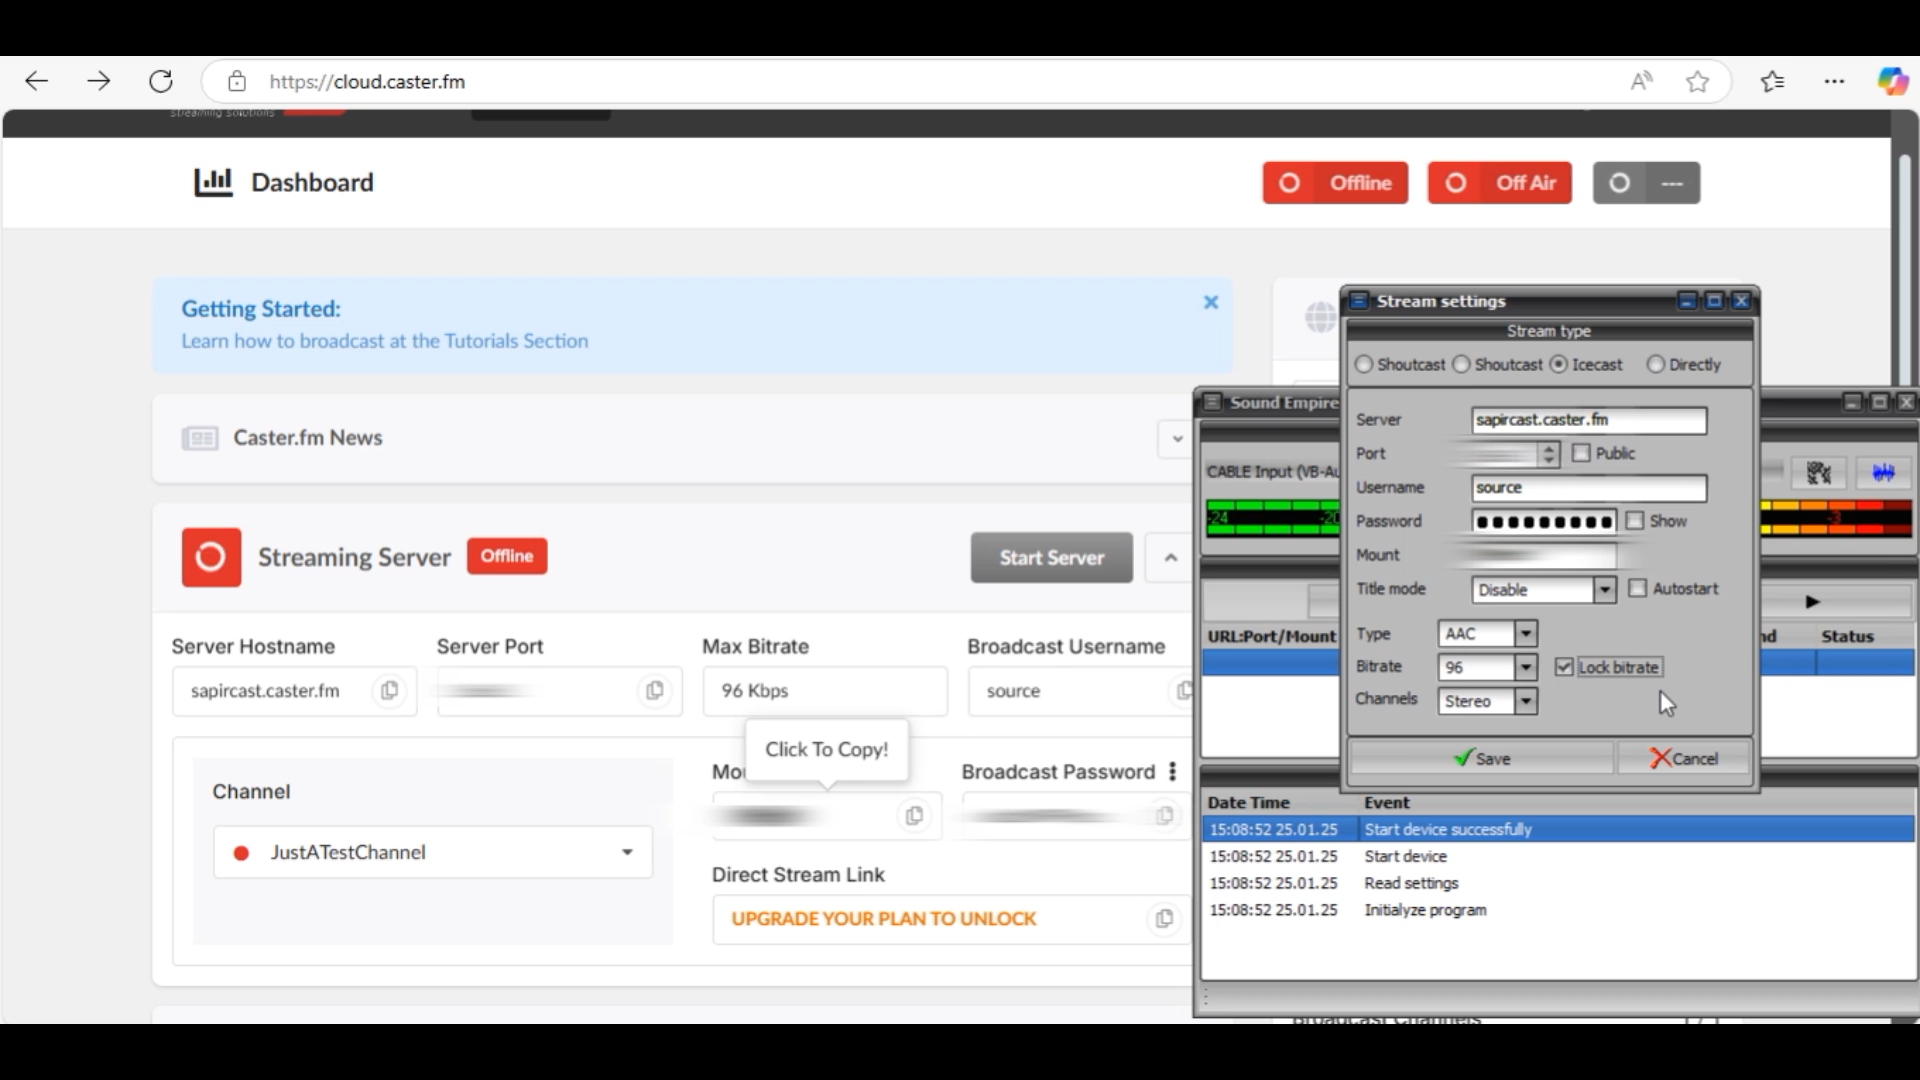 https://cloud.caster.fm
streaming solutions
Dashboard
Offline
Off Air
---
Getting Started:
Learn how to broadcast at the Tutorials Section
Caster.fm News
Streaming Server
Offline
Start Server
Server Hostname
Server Port
Max Bitrate
Broadcast Username
sapircast.caster.fm
96 Kbps
source
Click To Copy!
Channel
JustATestChannel
Broadcast Password
Direct Stream Link
UPGRADE YOUR PLAN TO UNLOCK
Stream settings
Stream type
Shoutcast
Shoutcast
Icecast
Directly
Server
sapircast.caster.fm
Port
Public
Username
source
Password
Show
Mount
Title mode
Disable
Autostart
Type
AAC
Bitrate
96
Lock bitrate
Channels
Stereo
Save
Cancel
Sound Empire
CABLE Input (VB-Au
-24
-20
-3
URL:Port/Mount
Status
Date Time Event
15:08:52 25.01.25 Start device successfully
15:08:52 25.01.25 Start device
15:08:52 25.01.25 Read settings
15:08:52 25.01.25 Initialyze program
Broadcast Channels